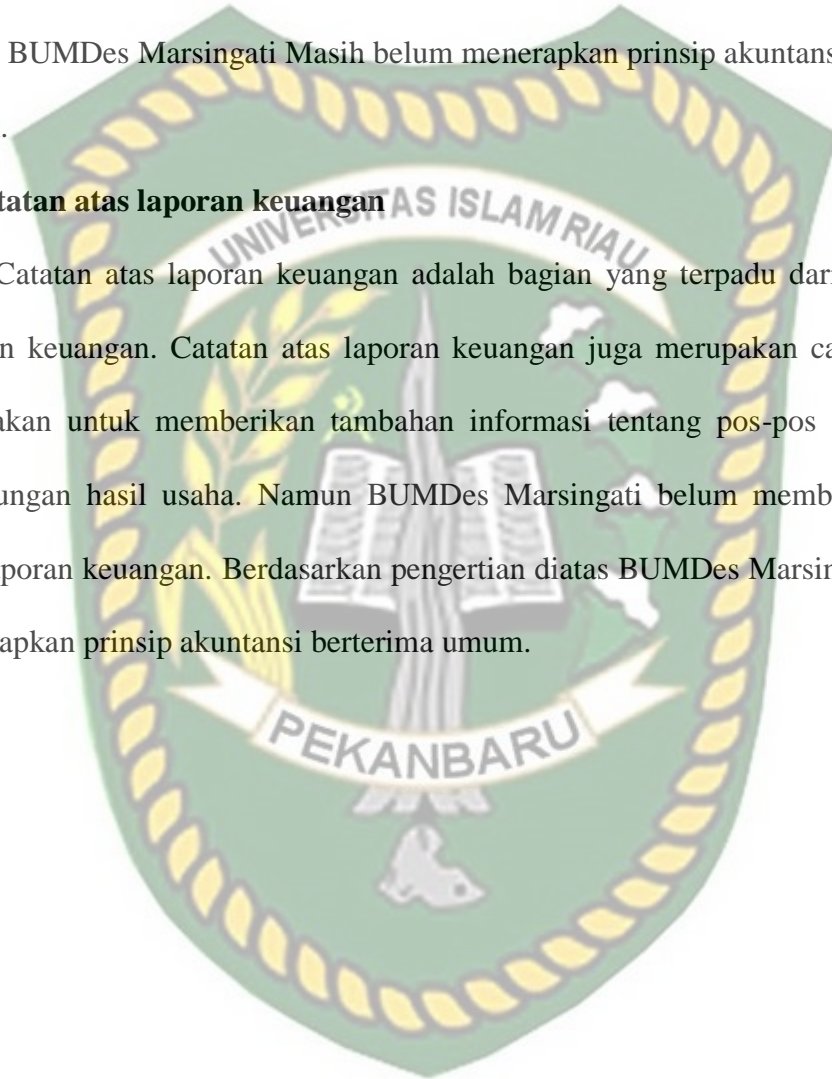 BUMDes Marsingati Masih belum menerapkan prinsip akuntans
.
tatan atas laporan keuangan
UNIVERSITAS ISLAM RIAU
Catatan atas laporan keuangan adalah bagian yang terpadu dari
n keuangan. Catatan atas laporan keuangan juga merupakan ca
akan untuk memberikan tambahan informasi tentang pos-pos
ungan hasil usaha. Namun BUMDes Marsingati belum memb
poran keuangan. Berdasarkan pengertian diatas BUMDes Marsin
apkan prinsip akuntansi berterima umum.
PEKANBARU